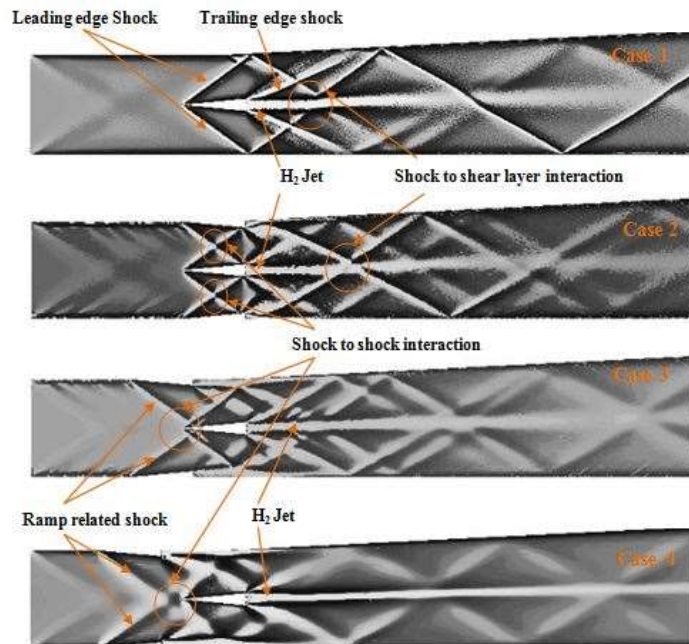 Leading edge Shock
Trailing edge shock
Case 1
H₂ Jet
Shock to shear layer interaction
Case 2
Shock to shock interaction
Case 3
Ramp related shock
H₂ Jet
Case 4